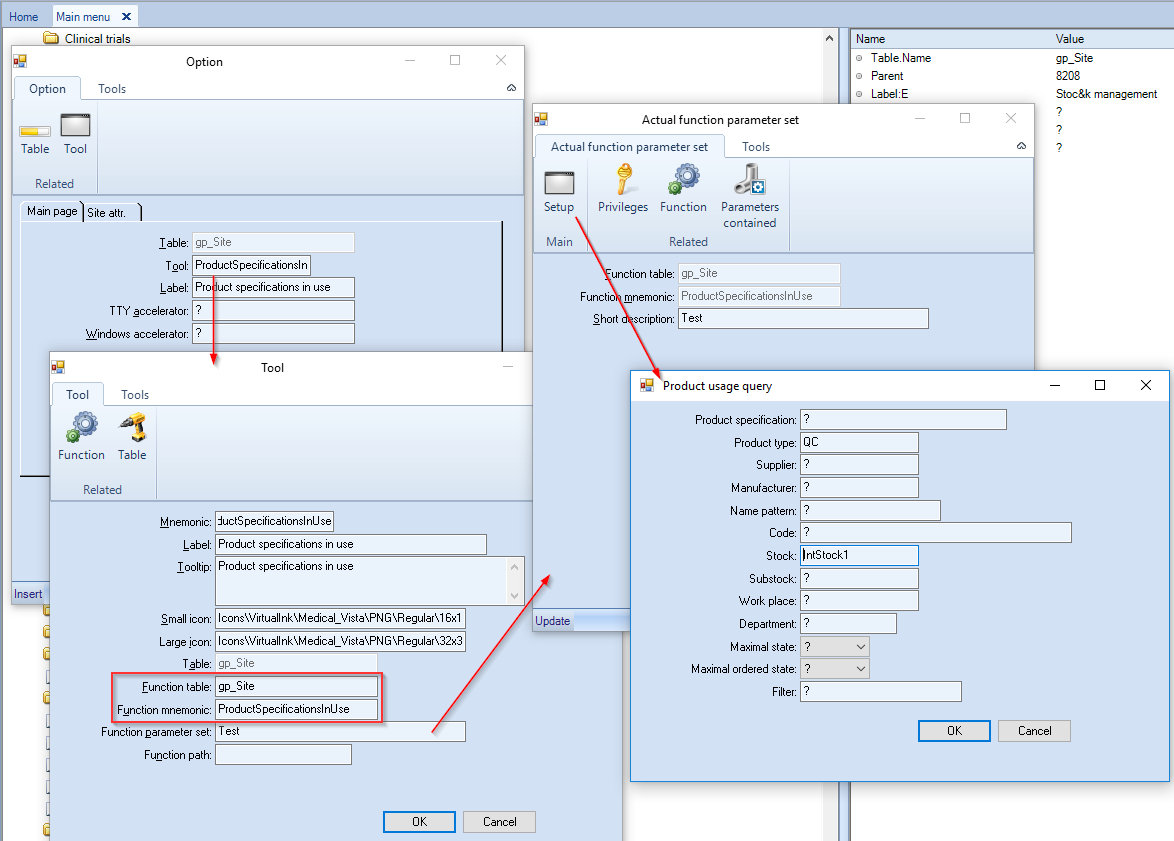 Home
Main menu
Clinical trials
Name Value
Table.Name gp_Site
Parent 8208
Label:E Stoc&k management
?
?
?
Option
Option Tools
Table Tool
Related
Main page Site attr.
Table: gp_Site
Tool: ProductSpecificationsIn
Label: Product specifications in use
TTY accelerator: ?
Windows accelerator: ?
Insert
Tool
Tool Tools
Function Table
Related
Mnemonic: ductSpecificationsInUse
Label: Product specifications in use
Tooltip: Product specifications in use
Small icon: Icons\VirtualInk\Medical_Vista\PNG\Regular\16x1
Large icon: Icons\VirtualInk\Medical_Vista\PNG\Regular\32x3
Table: gp_Site
Function table: gp_Site
Function mnemonic: ProductSpecificationsInUse
Function parameter set: Test
Function path:
OK Cancel
Actual function parameter set
Actual function parameter set Tools
Setup Privileges Function Parameters
contained
Main Related
Function table: gp_Site
Function mnemonic: ProductSpecificationsInUse
Short description: Test
Update
Product usage query
Product specification: ?
Product type: QC
Supplier: ?
Manufacturer: ?
Name pattern: ?
Code: ?
Stock: IntStock1
Substock: ?
Work place: ?
Department: ?
Maximal state: ?
Maximal ordered state: ?
Filter: ?
OK Cancel